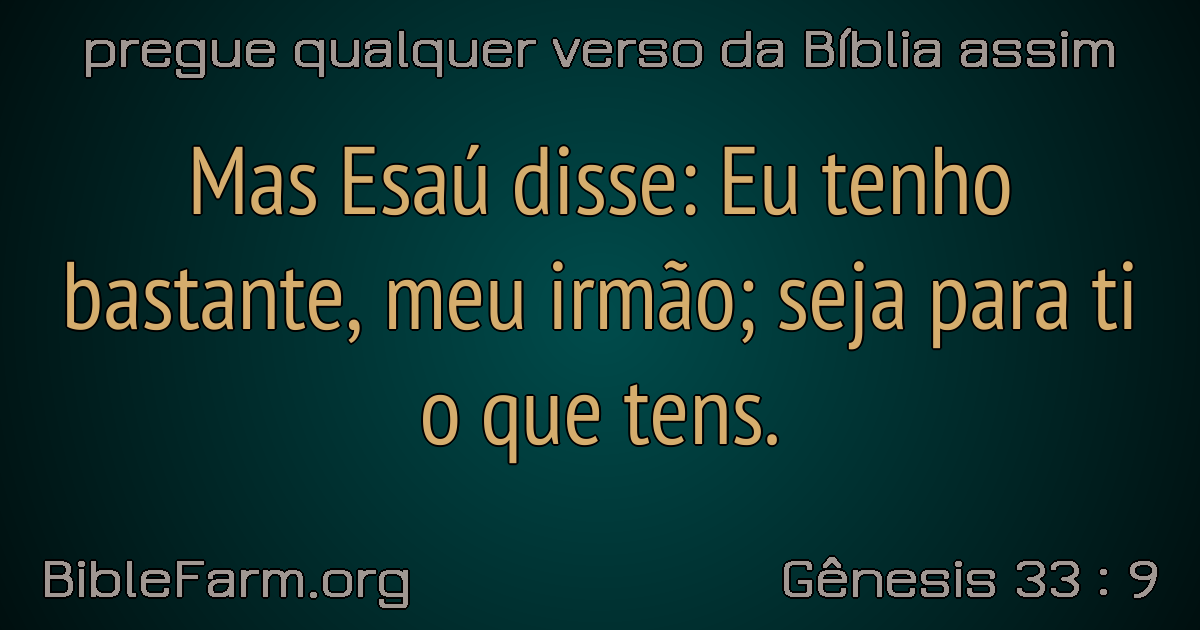 pregue qualquer verso da Bíblia assim
Mas Esaú disse: Eu tenho
bastante, meu irmão; seja para ti
o que tens.
BibleFarm.org
Gênesis 33 : 9